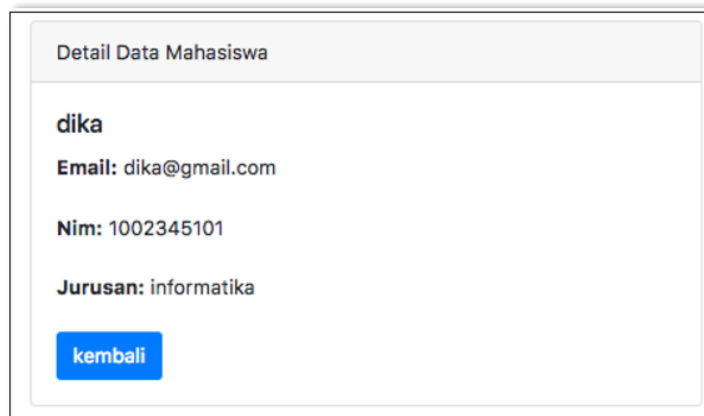 Detail Data Mahasiswa
dika
Email: dika@gmail.com
Nim: 1002345101
Jurusan: informatika
kembali